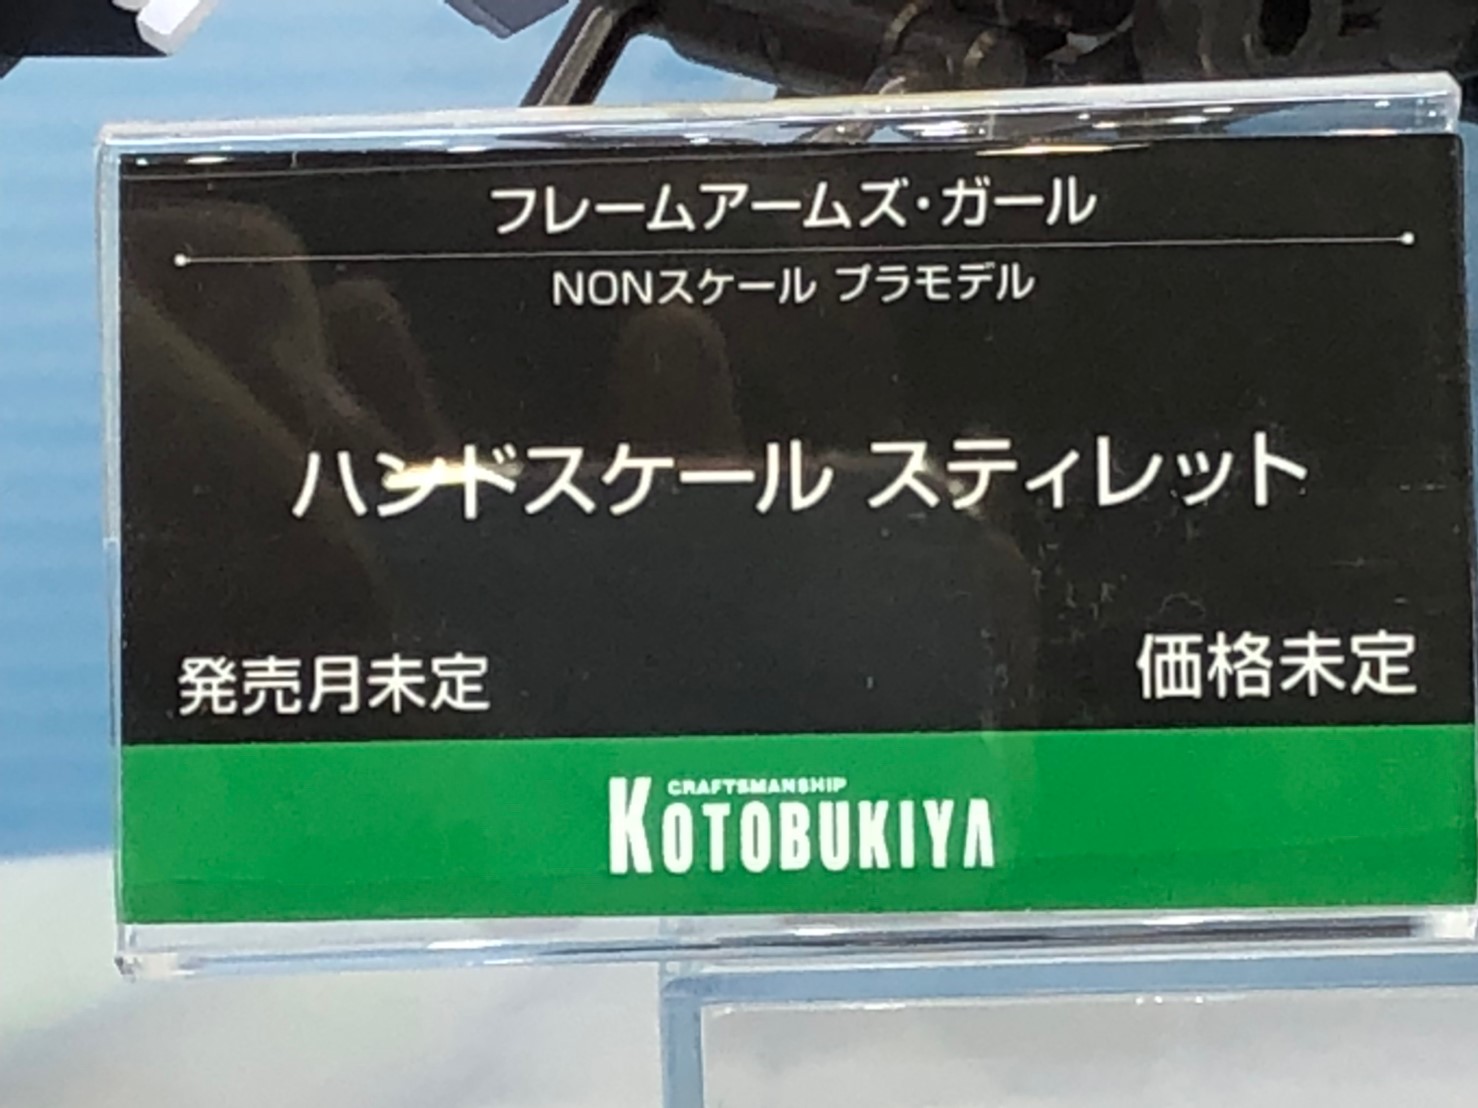 フレームアームズ・ガール
NONスケール プラモデル
ハンドスケール スティレット
発売月未定
価格未定
CRAFTSMANSHIP
KOTOBUKIYA